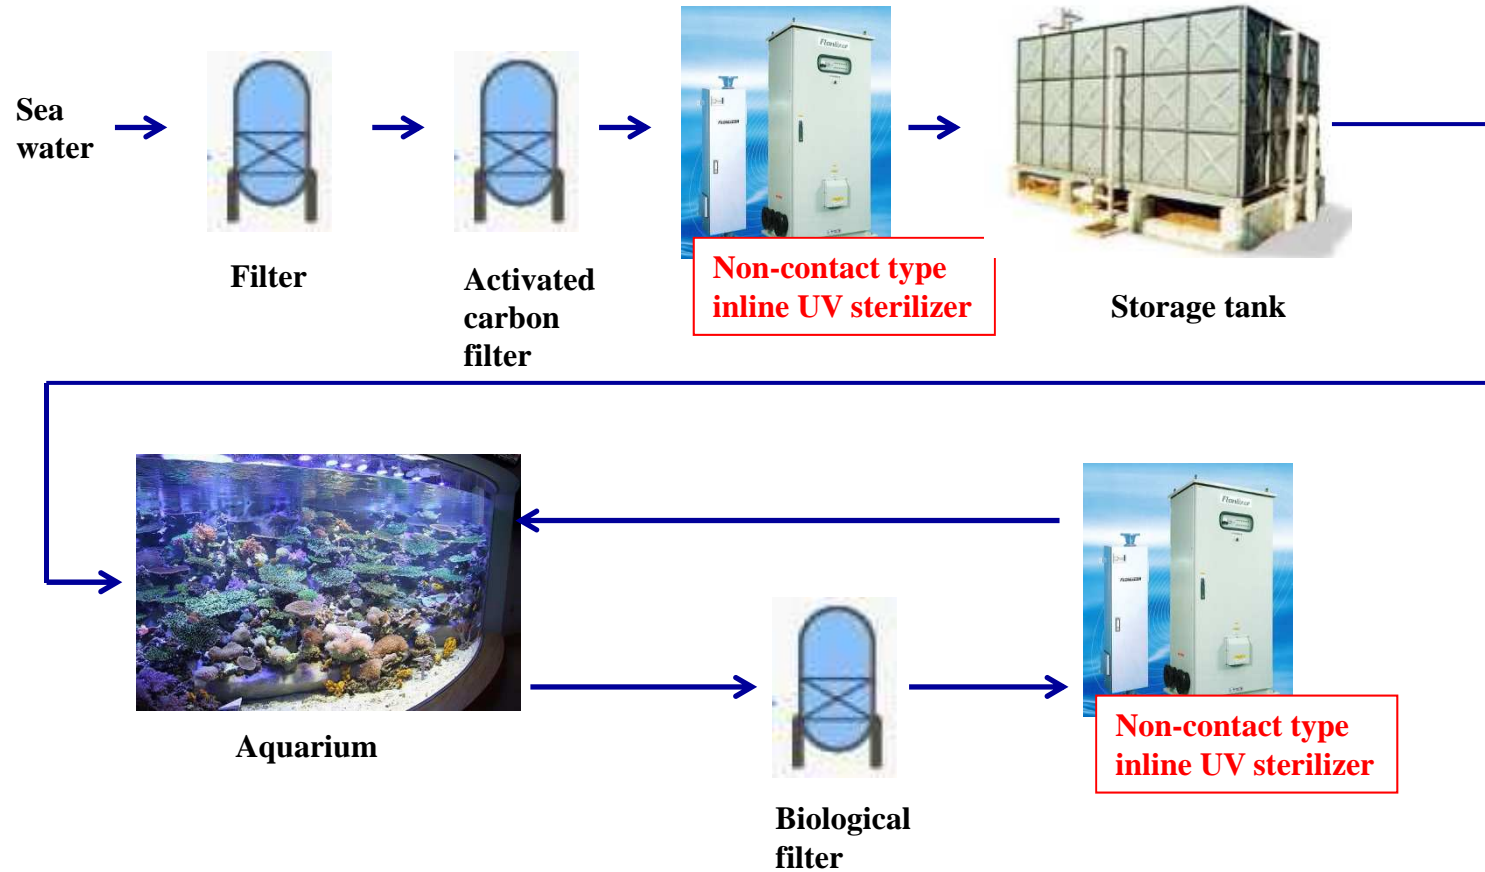 Sea
water
Filter
Activated
carbon
filter
Non-contact type
inline UV sterilizer
Storage tank
Aquarium
Biological
filter
Non-contact type
inline UV sterilizer